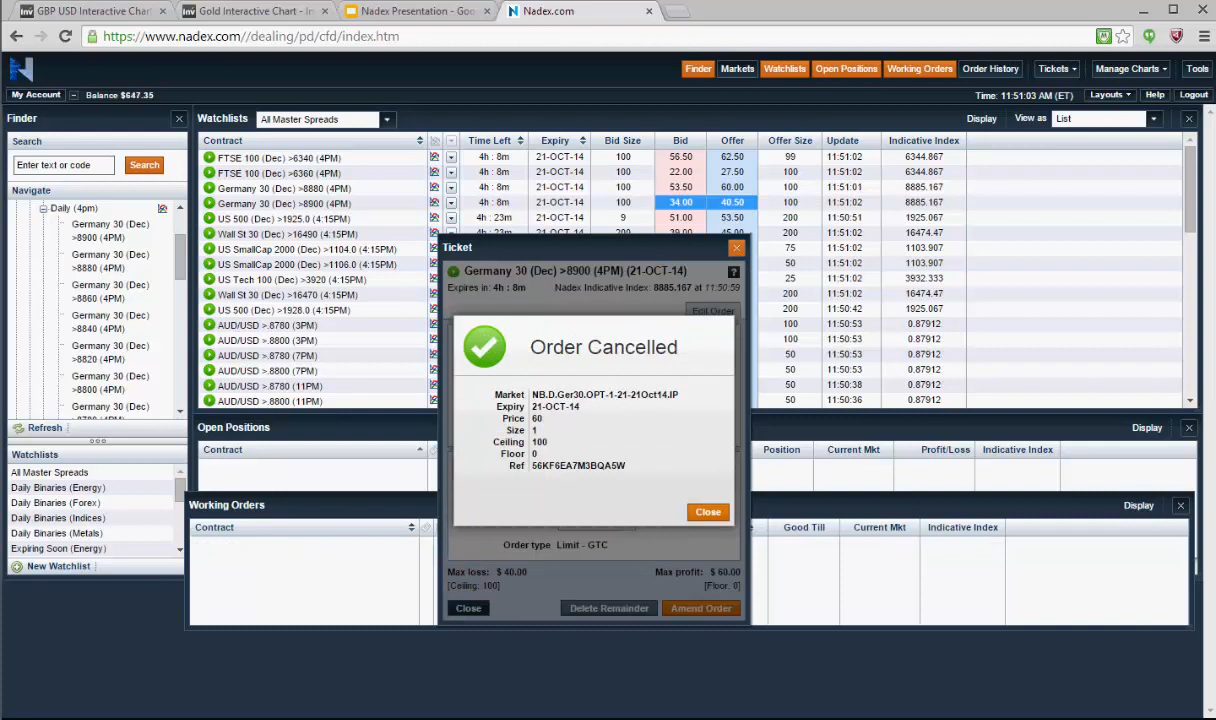 GBP USD Interactive Chart
Gold Interactive Chart - In
Nadex Presentation - Goo
Nadex.com
https://www.nadex.com//dealing/pd/cfd/index.htm
Finder
Markets
Watchlists
Open Positions
Working Orders
Order History
Tickets
Manage Charts
Tools
My Account
Balance $647.35
Time: 11:51:03 AM (ET)
Layouts
Help
Logout
Finder
Search
Enter text or code
Search
Navigate
Daily (4pm)
Germany 30 (Dec)
>8900 (4PM)
Germany 30 (Dec)
>8880 (4PM)
Germany 30 (Dec)
>8860 (4PM)
Germany 30 (Dec)
>8840 (4PM)
Germany 30 (Dec)
>8820 (4PM)
Germany 30 (Dec)
>8800 (4PM)
Germany 30 (Dec)
Refresh
Watchlists
All Master Spreads
Daily Binaries (Energy)
Daily Binaries (Forex)
Daily Binaries (Indices)
Daily Binaries (Metals)
Expiring Soon (Energy)
New Watchlist
Watchlists
All Master Spreads
Display
View as
List
Contract Time Left Expiry Bid Size Bid Offer Offer Size Update Indicative Index
FTSE 100 (Dec) >6340 (4PM) 4h : 8m 21-OCT-14 100 56.50 62.50 99 11:51:02 6344.867
FTSE 100 (Dec) >6360 (4PM) 4h : 8m 21-OCT-14 100 22.00 27.50 100 11:51:02 6344.867
Germany 30 (Dec) >8880 (4PM) 4h : 8m 21-OCT-14 100 53.50 60.00 100 11:51:01 8885.167
Germany 30 (Dec) >8900 (4PM) 4h : 8m 21-OCT-14 100 34.00 40.50 100 11:51:02 8885.167
US 500 (Dec) >1925.0 (4:15PM) 4h : 23m 21-OCT-14 9 51.00 53.50 200 11:50:51 1925.067
Wall St 30 (Dec) >16490 (4:15PM) 4h : 23m 21-OCT-14 200 39.00 45.00 200 11:51:02 16474.47
US SmallCap 2000 (Dec) >1104.0 (4:15PM) 75 11:51:02 1103.907
US SmallCap 2000 (Dec) >1106.0 (4:15PM) 100 11:51:02 1103.907
US Tech 100 (Dec) >3920 (4:15PM) 25 11:51:02 3932.333
Wall St 30 (Dec) >16470 (4:15PM) 200 11:51:02 16474.47
US 500 (Dec) >1928.0 (4:15PM) 200 11:50:42 1925.067
AUD/USD >.8780 (3PM) 100 11:50:53 0.87912
AUD/USD >.8800 (3PM) 50 11:50:53 0.87912
AUD/USD >.8780 (7PM) 50 11:50:53 0.87912
AUD/USD >.8800 (7PM) 50 11:50:53 0.87912
AUD/USD >.8780 (11PM) 50 11:50:38 0.87912
AUD/USD >.8800 (11PM) 50 11:50:36 0.87912
Open Positions
Display
Contract
Position
Current Mkt
Profit/Loss
Indicative Index
Working Orders
Display
Contract
Good Till
Current Mkt
Indicative Index
Ticket
Germany 30 (Dec) >8900 (4PM) (21-OCT-14)
?
Expires in: 4h : 8m
Nadex Indicative Index: 8885.167 at 11:50:59
Edit Order
Order Cancelled
Market NB.D.Ger30.OPT-1-21-21Oct14.IP
Expiry 21-OCT-14
Price 60
Size 1
Ceiling 100
Floor 0
Ref 56KF6EA7M3BQA5W
Close
Order type Limit - GTC
Max loss: $ 40.00
Max profit: $ 60.00
[Ceiling: 100]
[Floor: 0]
Close
Delete Remainder
Amend Order